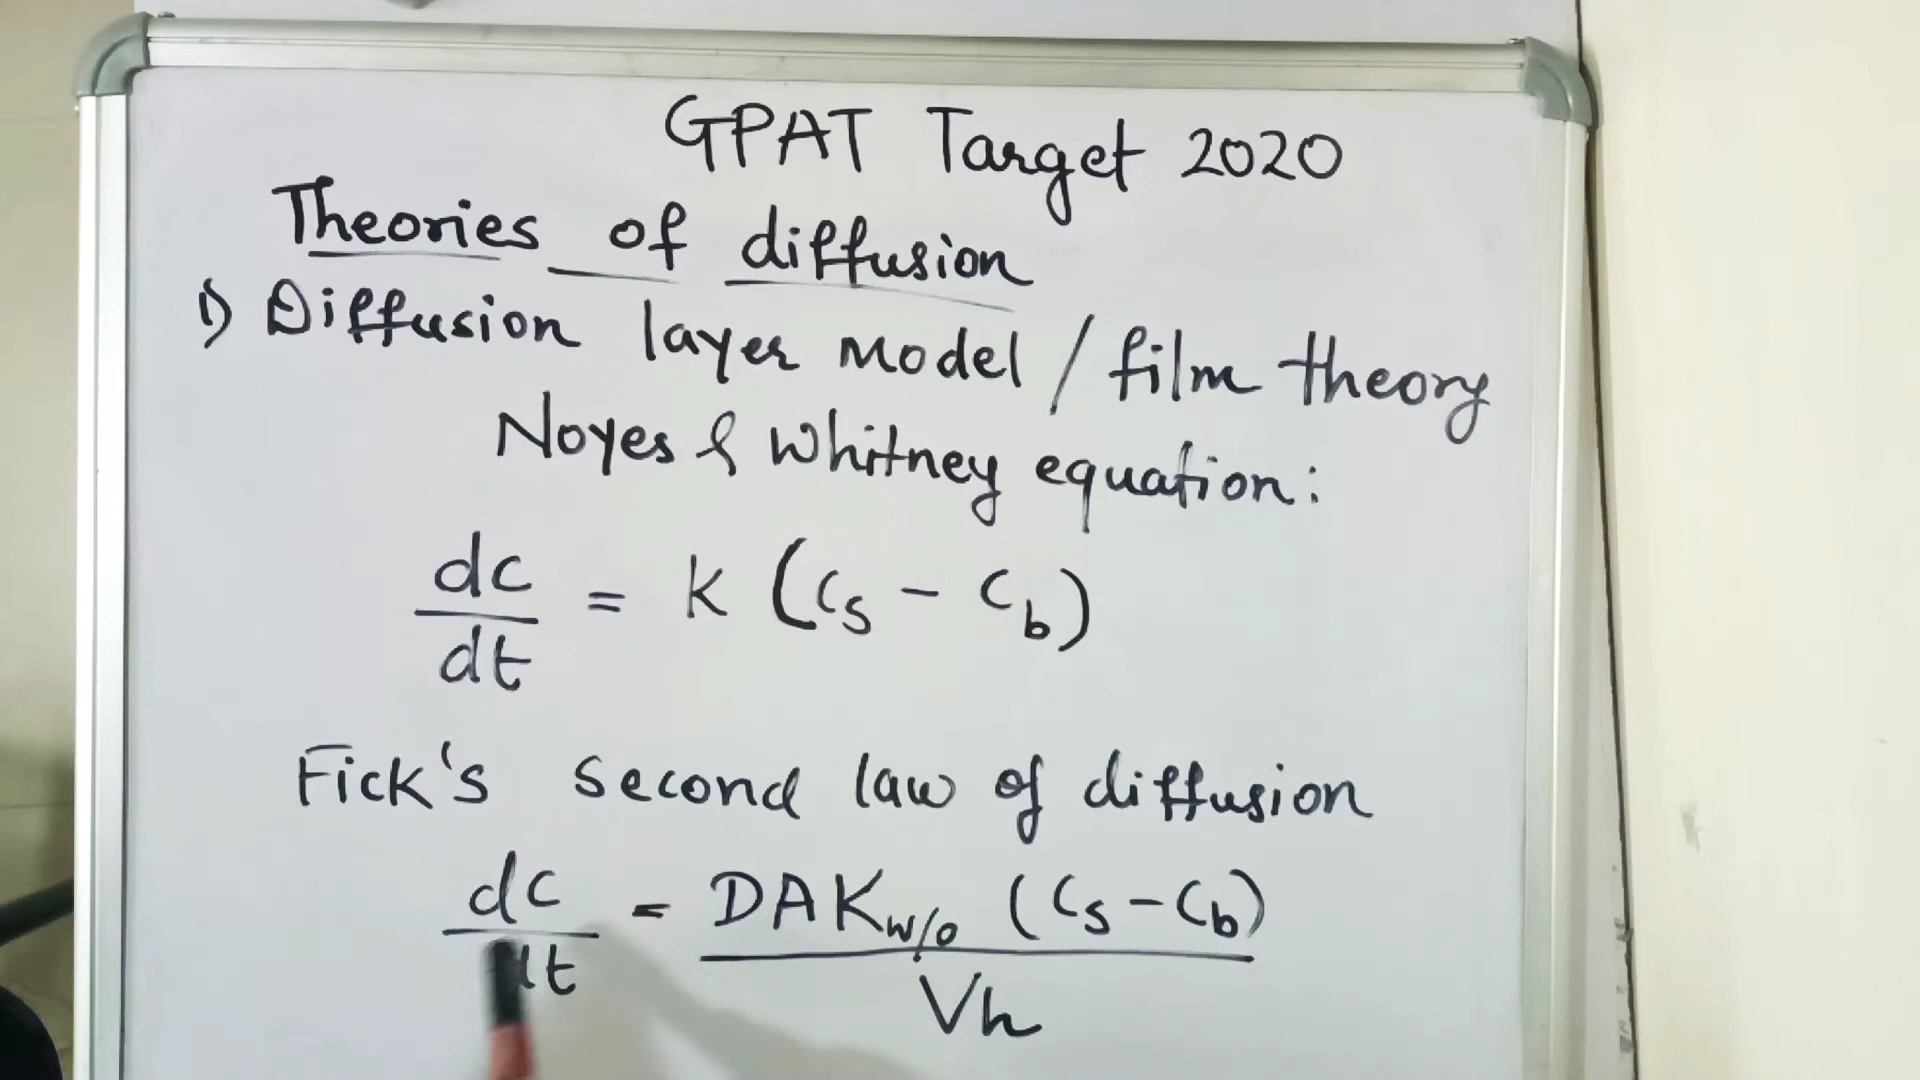 GPAT Target 2020
Theories of diffusion
1) Diffusion layer model / film theory
Noyes & Whitney equation:
dc/dt = K (Cs - Cb)
Fick's second law of diffusion
dc/dt = DAKw/o (Cs - Cb) / Vh